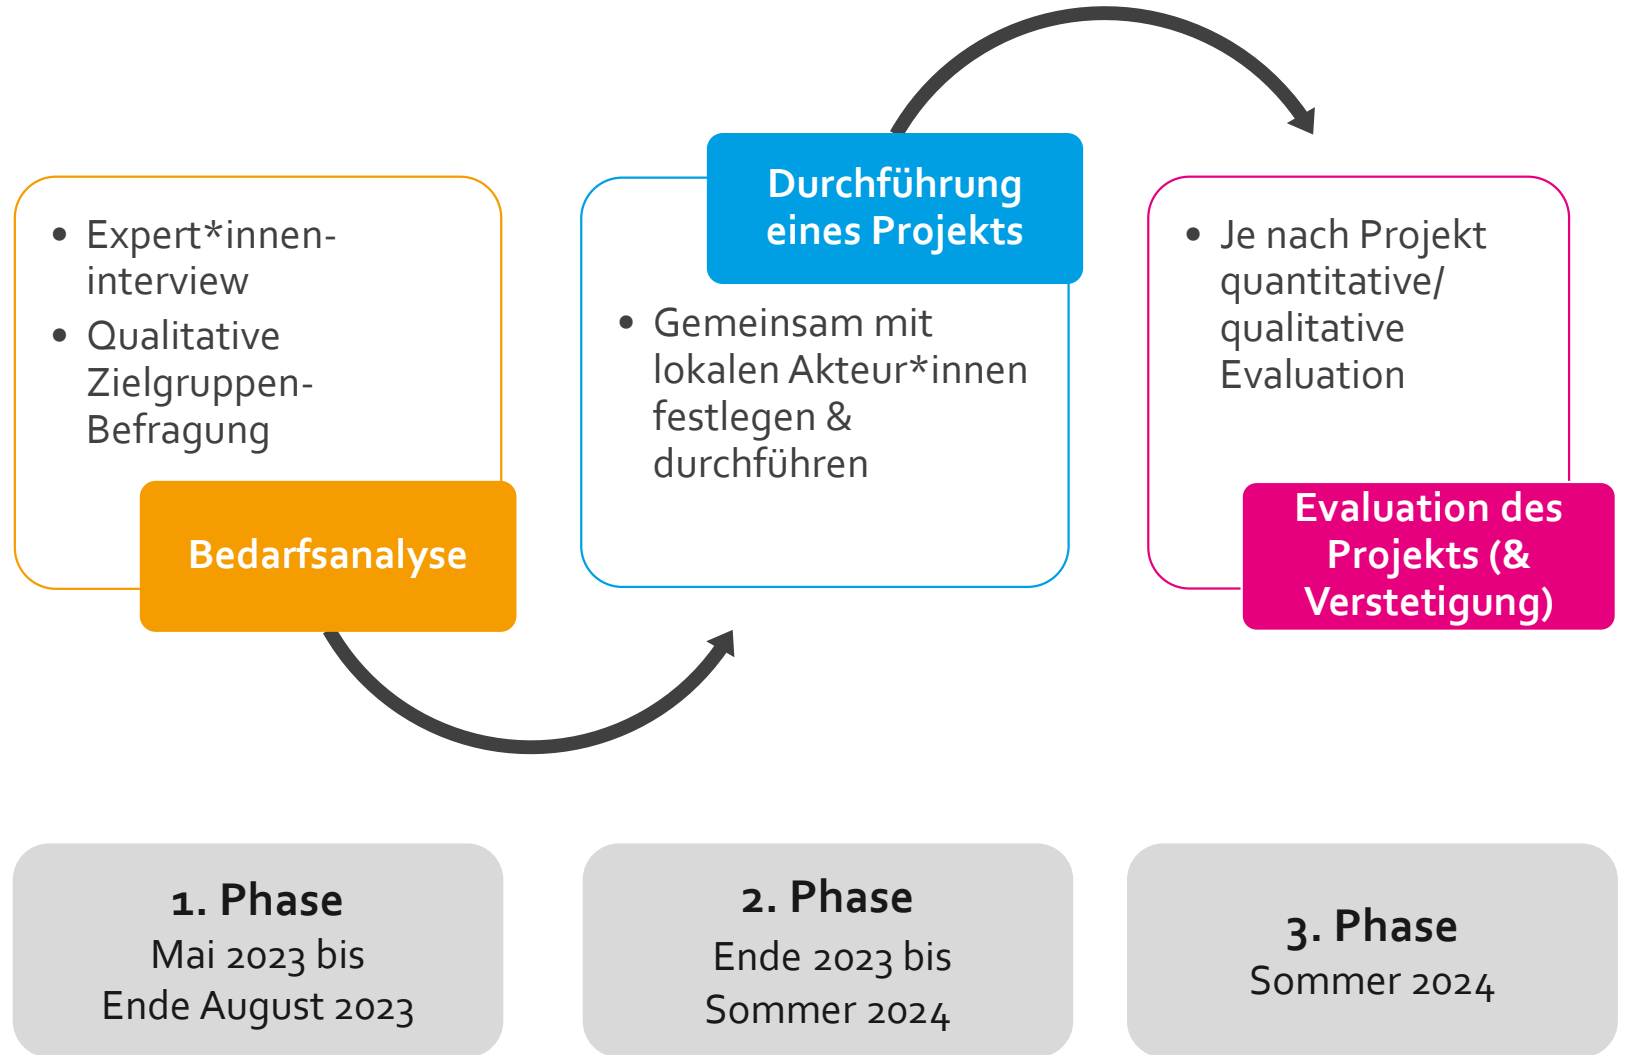 • Expert*innen-
interview
• Qualitative
Zielgruppen-
Befragung
Bedarfsanalyse
Durchführung
eines Projekts
• Gemeinsam mit
lokalen Akteur*innen
festlegen &
durchführen
• Je nach Projekt
quantitative/
qualitative
Evaluation
Evaluation des
Projekts (&
Verstetigung)
1. Phase
Mai 2023 bis
Ende August 2023
2. Phase
Ende 2023 bis
Sommer 2024
3. Phase
Sommer 2024